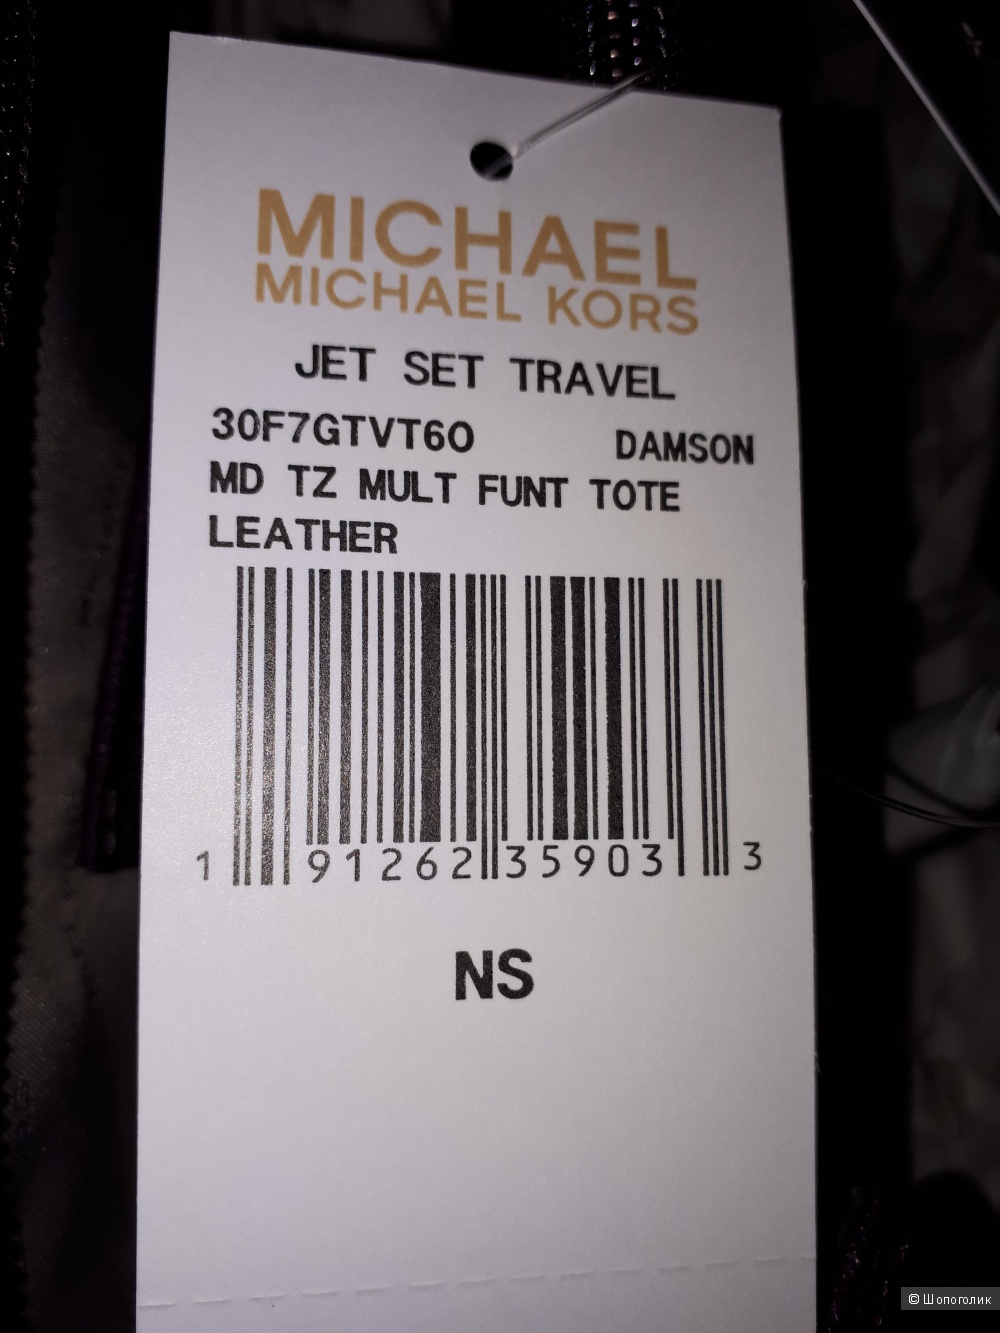 MICHAEL
MICHAEL KORS
JET SET TRAVEL
30F7GTVT6O DAMSON
MD TZ MULT FUNT TOTE
LEATHER
1 91262 35903 3
NS
© Шопоголик